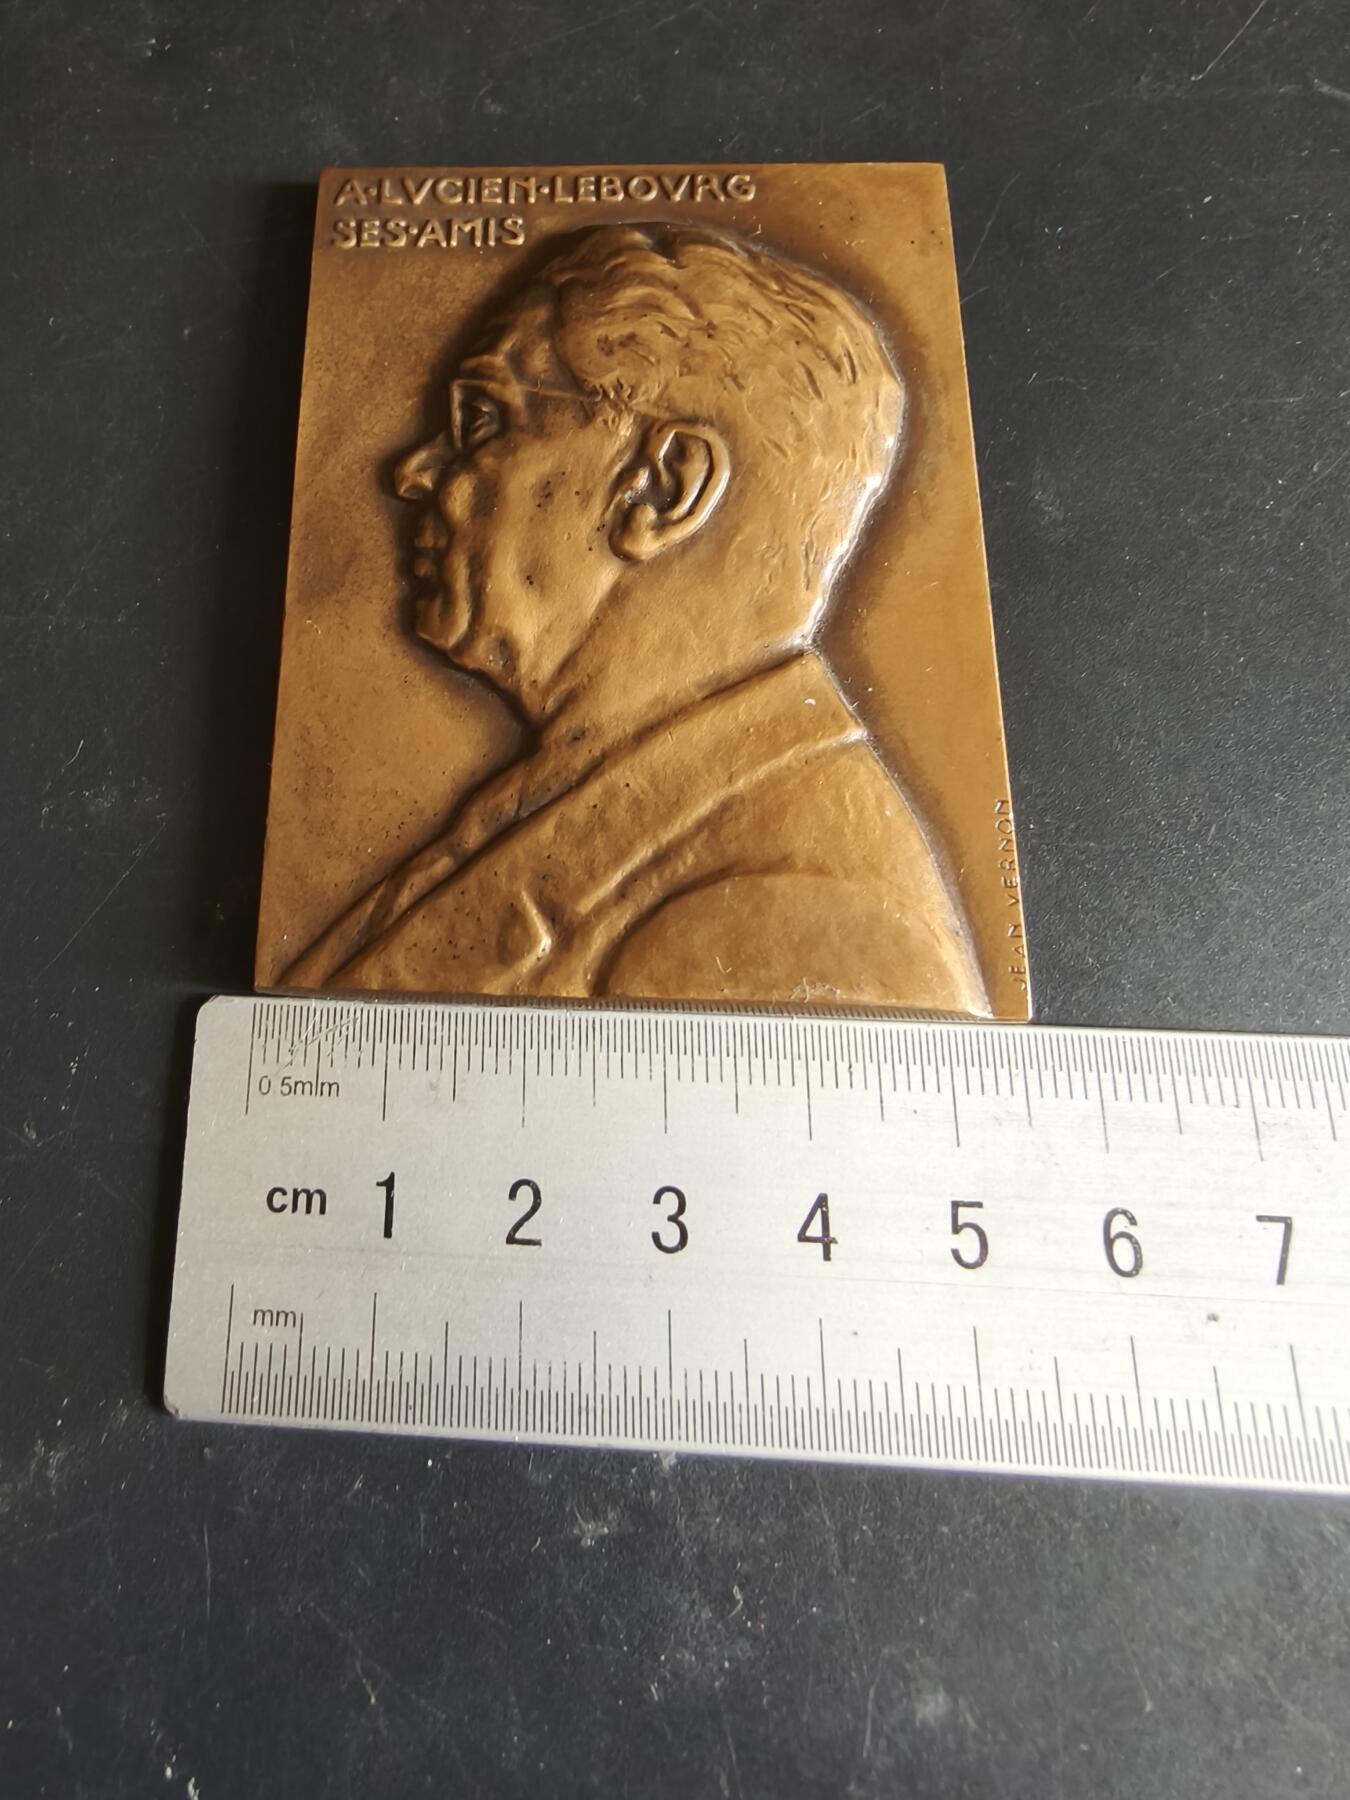 A·LVCIEN·LEBOVRG
SES·AMIS
JEAN VERNON
0 5mm
cm 1 2 3 4 5 6 7
mm